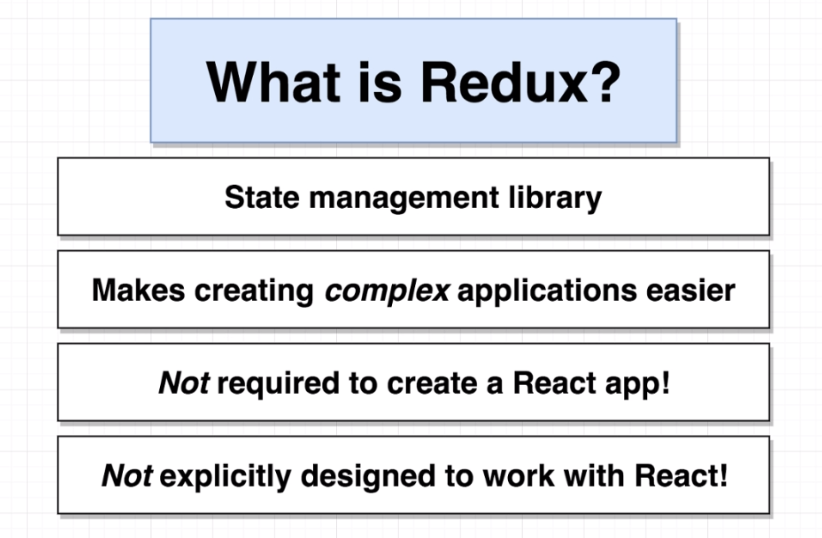 What is Redux?
State management library
Makes creating complex applications easier
Not required to create a React app!
Not explicitly designed to work with React!